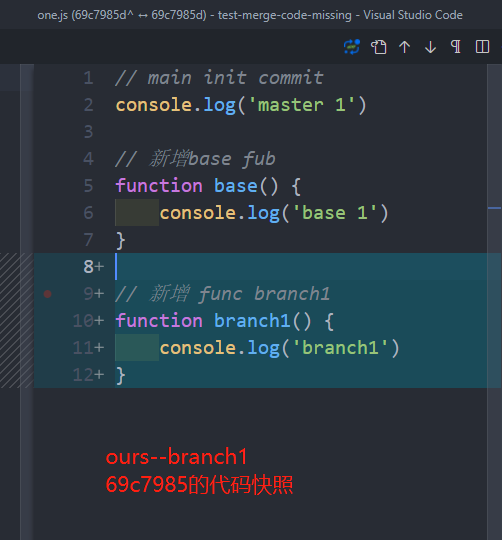 one.js (69c7985d^ ↔ 69c7985d) - test-merge-code-missing - Visual Studio Code
1 // main init commit
2 console.log('master 1')
3
4 // 新增base fub
5 function base() {
6 console.log('base 1')
7 }
8+
9+ // 新增 func branch1
10+ function branch1() {
11+ console.log('branch1')
12+ }
ours--branch1
69c7985的代码快照